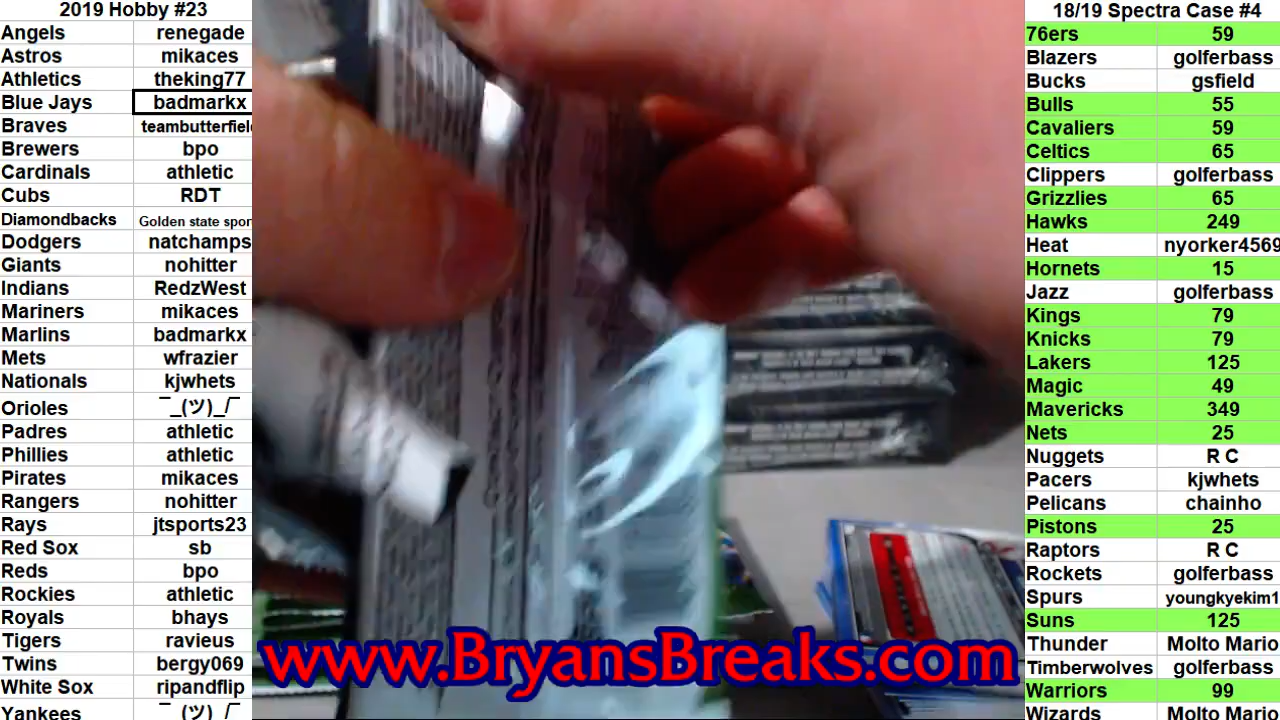 2019 Hobby #23
Angels renegade
Astros mikaces
Athletics theking77
Blue Jays badmarkx
Braves teambutterfiel
Brewers bpo
Cardinals athletic
Cubs RDT
Diamondbacks Golden state spor
Dodgers natchamps
Giants nohitter
Indians RedzWest
Mariners mikaces
Marlins badmarkx
Mets wfrazier
Nationals kjwhets
Orioles ¯_(ツ)_/¯
Padres athletic
Phillies athletic
Pirates mikaces
Rangers nohitter
Rays jtsports23
Red Sox sb
Reds bpo
Rockies athletic
Royals bhays
Tigers ravieus
Twins bergy069
White Sox ripandflip
Yankees ¯_(ツ)_/¯
www.BryansBreaks.com
18/19 Spectra Case #4
76ers 59
Blazers golferbass
Bucks gsfield
Bulls 55
Cavaliers 59
Celtics 65
Clippers golferbass
Grizzlies 65
Hawks 249
Heat nyorker4569
Hornets 15
Jazz golferbass
Kings 79
Knicks 79
Lakers 125
Magic 49
Mavericks 349
Nets 25
Nuggets R C
Pacers kjwhets
Pelicans chainho
Pistons 25
Raptors R C
Rockets golferbass
Spurs youngkyekim1
Suns 125
Thunder Molto Mario
Timberwolves golferbass
Warriors 99
Wizards Molto Mario